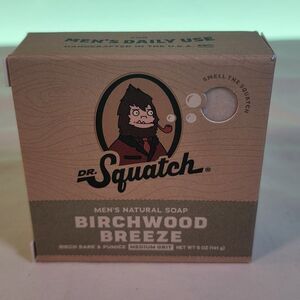 MEN'S DAILY USE
HANDCRAFTED IN THE U.S.A.
SMELL THE SQUATCH
DR. Squatch®
MEN'S NATURAL SOAP
BIRCHWOOD
BREEZE
BIRCH BARK & PUMICE MEDIUM GRIT NET WT 5 OZ (141 g)